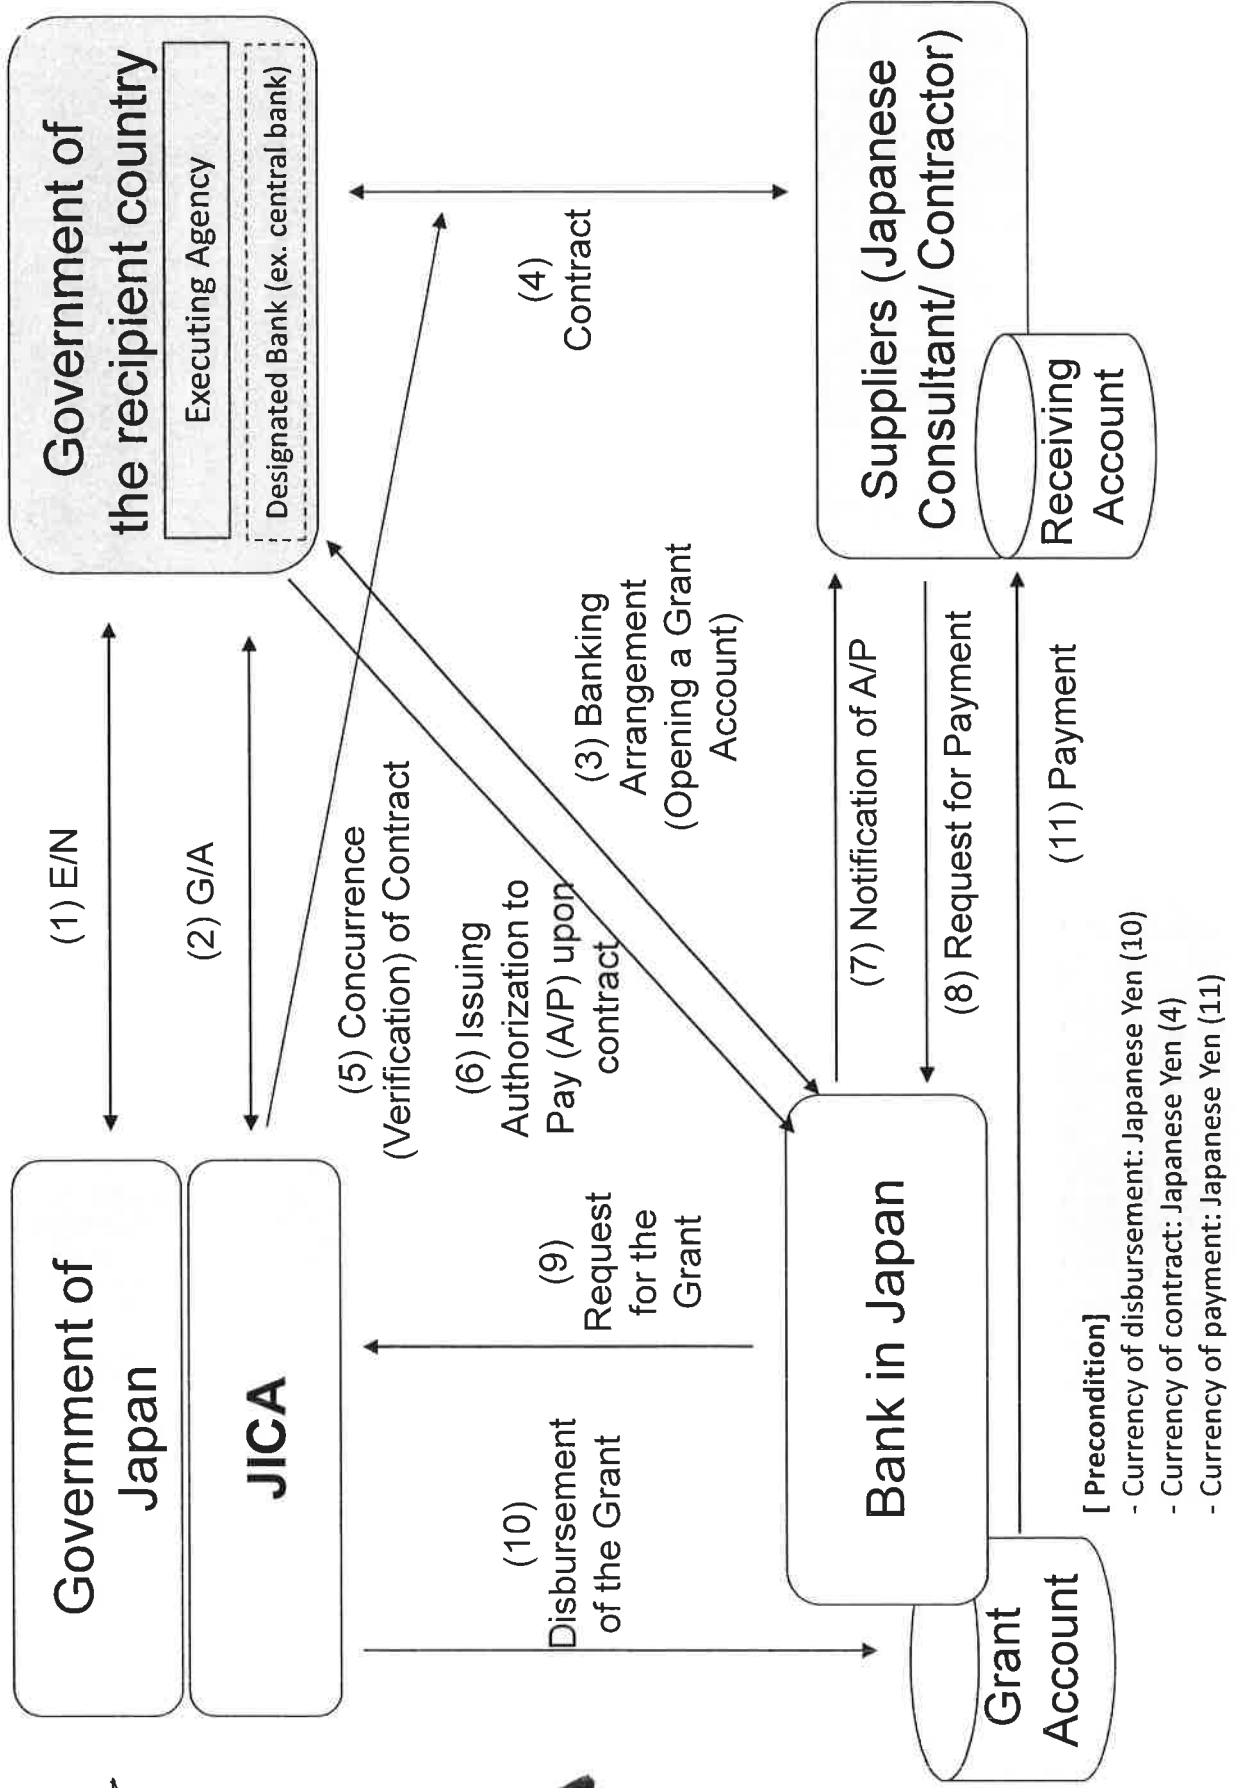 Government of
Japan
JICA
(1) E/N
(2) G/A
Government of
the recipient country
Executing Agency
Designated Bank (ex. central bank)
(5) Concurrence
(Verification) of Contract
(6) Issuing
Authorization to
Pay (A/P) upon
contract
(3) Banking
Arrangement
(Opening a Grant
Account)
(4)
Contract
(10)
Disbursement
of the Grant
(9)
Request
for the
Grant
Bank in Japan
Grant
Account
(7) Notification of A/P
(8) Request for Payment
(11) Payment
Suppliers (Japanese
Consultant/ Contractor)
Receiving
Account
[ Precondition]
- Currency of disbursement: Japanese Yen (10)
- Currency of contract: Japanese Yen (4)
- Currency of payment: Japanese Yen (11)